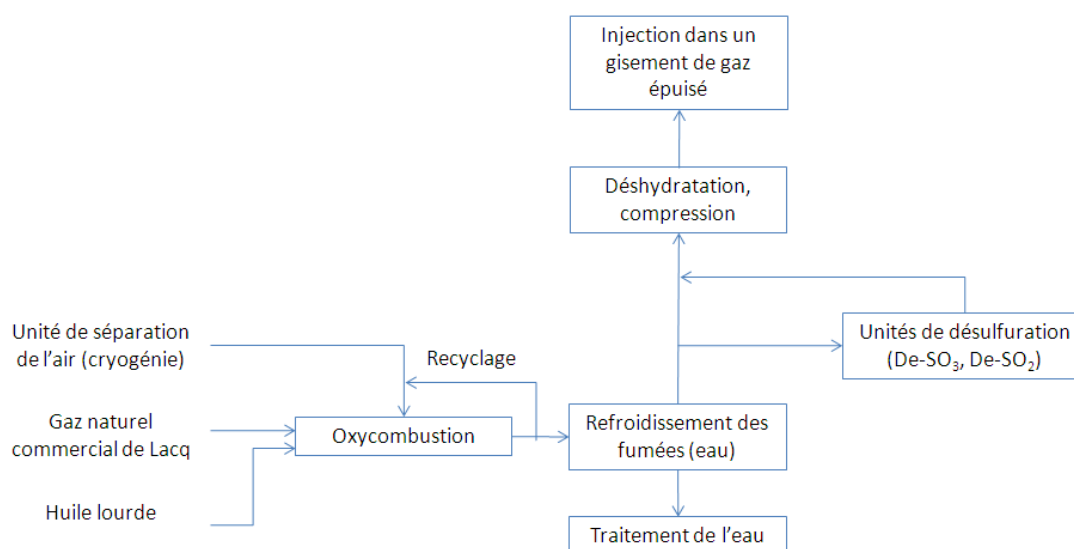 Injection dans un
gisement de gaz
épuisé
Déshydratation,
compression
Unité de séparation
de l’air (cryogénie)
Recyclage
Unités de désulfuration
(De-SO₃, De-SO₂)
Gaz naturel
commercial de Lacq
Oxycombustion
Refroidissement des
fumées (eau)
Huile lourde
Traitement de l’eau